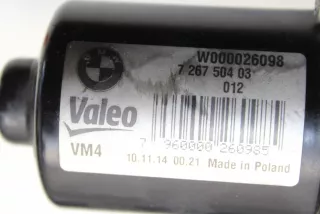 BMW
W000026098
7 267 504 03
012
Valeo
VM4
7 960000 260985
10.11.14 00:21 Made in Poland